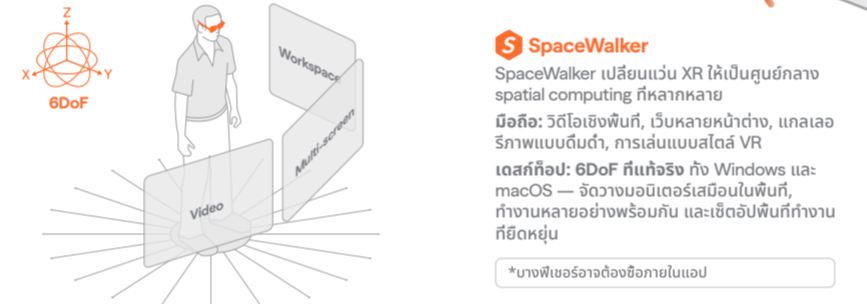 Z
X
Y
6DoF
Workspace
Multi-screen
Video
S SpaceWalker
SpaceWalker เปลี่ยนแว่น XR ให้เป็นศูนย์กลาง
spatial computing ที่หลากหลาย
มือถือ: วิดีโอเชิงพื้นที่, เว็บหลายหน้าต่าง, แกลเลอ
รีภาพแบบดื่มด่ำ, การเล่นแบบสไตล์ VR
เดสก์ท็อป: 6DoF ที่แท้จริง ทั้ง Windows และ
macOS — จัดวางมอนิเตอร์เสมือนในพื้นที่,
ทำงานหลายอย่างพร้อมกัน และเซ็ตอัปพื้นที่ทำงาน
ที่ยืดหยุ่น
*บางฟีเชอร์อาจต้องซื้อภายในแอป